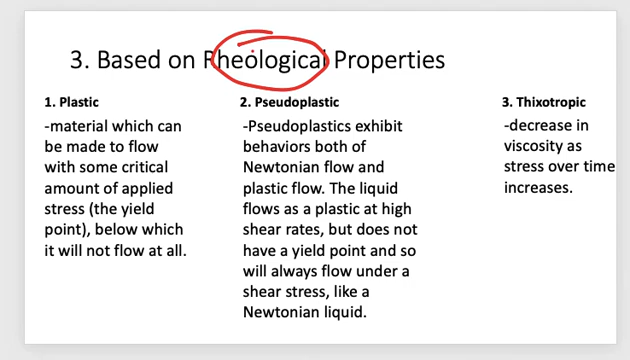 3. Based on Rheological Properties
1. Plastic
-material which can
be made to flow
with some critical
amount of applied
stress (the yield
point), below which
it will not flow at all.
2. Pseudoplastic
-Pseudoplastics exhibit
behaviors both of
Newtonian flow and
plastic flow. The liquid
flows as a plastic at high
shear rates, but does not
have a yield point and so
will always flow under a
shear stress, like a
Newtonian liquid.
3. Thixotropic
-decrease in
viscosity as
stress over time
increases.